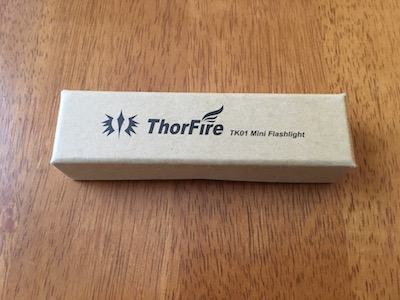 ThorFire TK01 Mini Flashlight